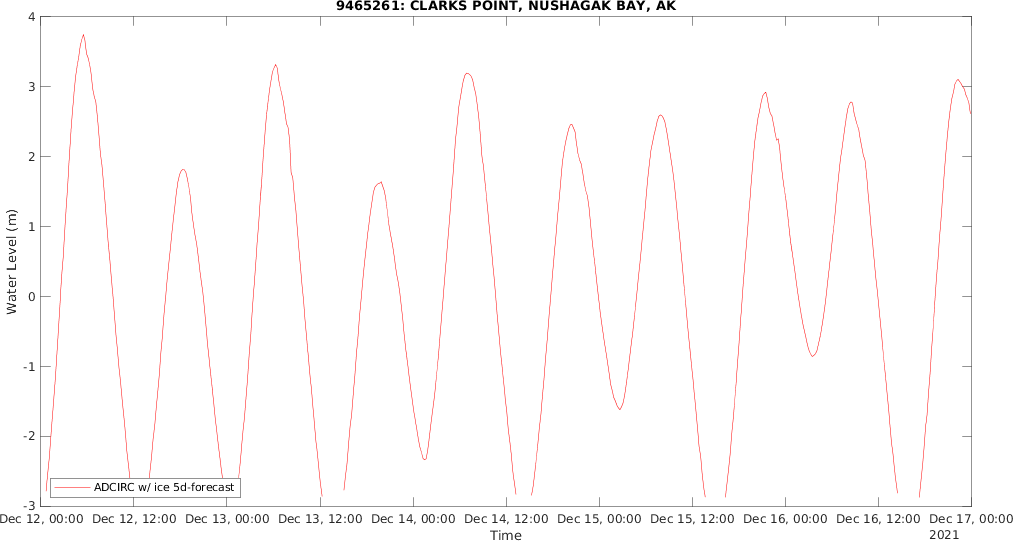 9465261: CLARKS POINT, NUSHAGAK BAY, AK
Water Level (m)
4
3
2
1
0
-1
-2
-3
ADCIRC w/ ice 5d-forecast
Dec 12, 00:00 Dec 12, 12:00 Dec 13, 00:00 Dec 13, 12:00 Dec 14, 00:00 Dec 14, 12:00 Dec 15, 00:00 Dec 15, 12:00 Dec 16, 00:00 Dec 16, 12:00 Dec 17, 00:00
Time
2021